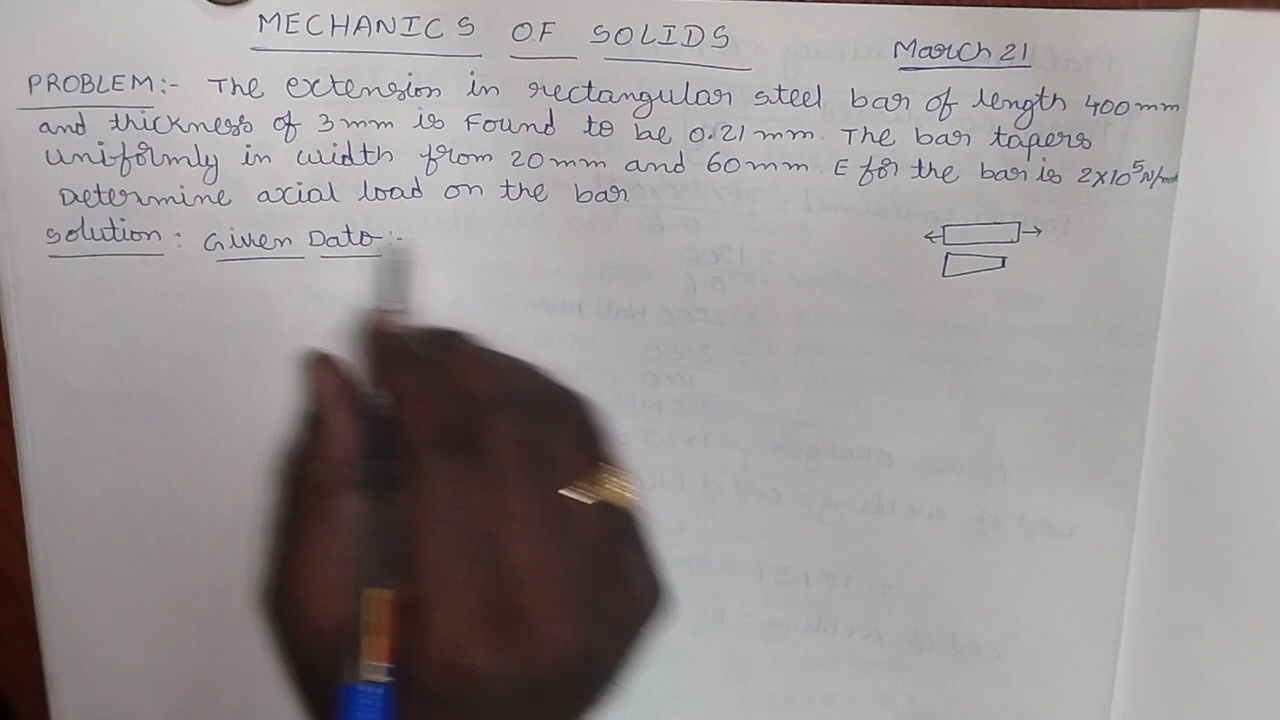 MECHANICS OF SOLIDS
March 21
PROBLEM:- The extension in rectangular steel bar of length 400mm
and thickness of 3mm is Found to be 0.21mm. The bar tapers
uniformly in width from 20mm and 60mm. E for the bar is 2×10⁵
Determine axial load on the bar.
Solution: Given Data:-